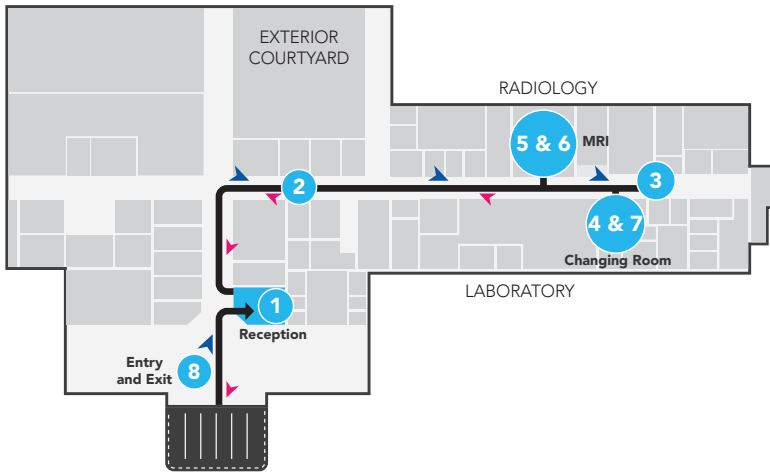 EXTERIOR
COURTYARD
RADIOLOGY
5 & 6
MRI
2
3
4 & 7
Changing Room
LABORATORY
1
Reception
Entry
and Exit
8